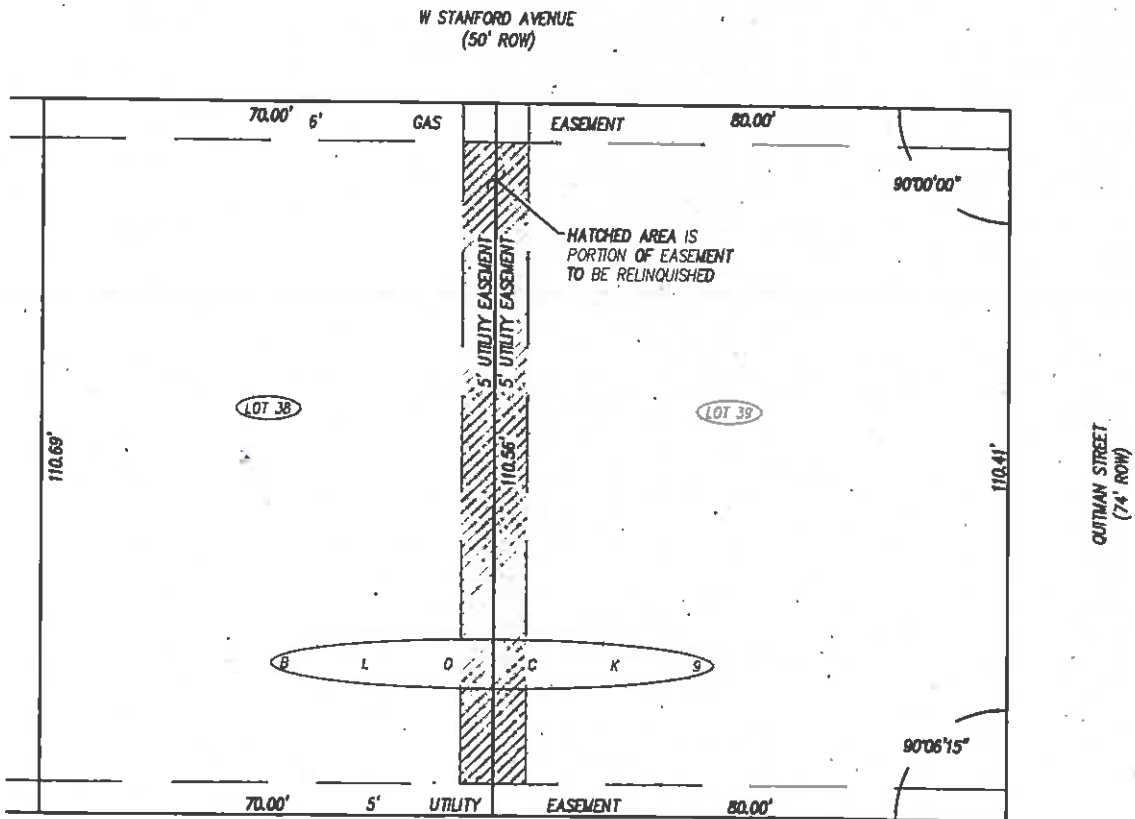 W STANFORD AVENUE
(50' ROW)
70.00' 6' GAS EASEMENT 80.00'
90°00'00"
HATCHED AREA IS
PORTION OF EASEMENT
TO BE RELINQUISHED
5' UTILITY EASEMENT
5' UTILITY EASEMENT
LOT 38
LOT 39
110.69'
110.56'
110.41'
QUITMAN STREET
(74' ROW)
BLOCK 9
90°06'15"
70.00' 5' UTILITY EASEMENT 80.00'